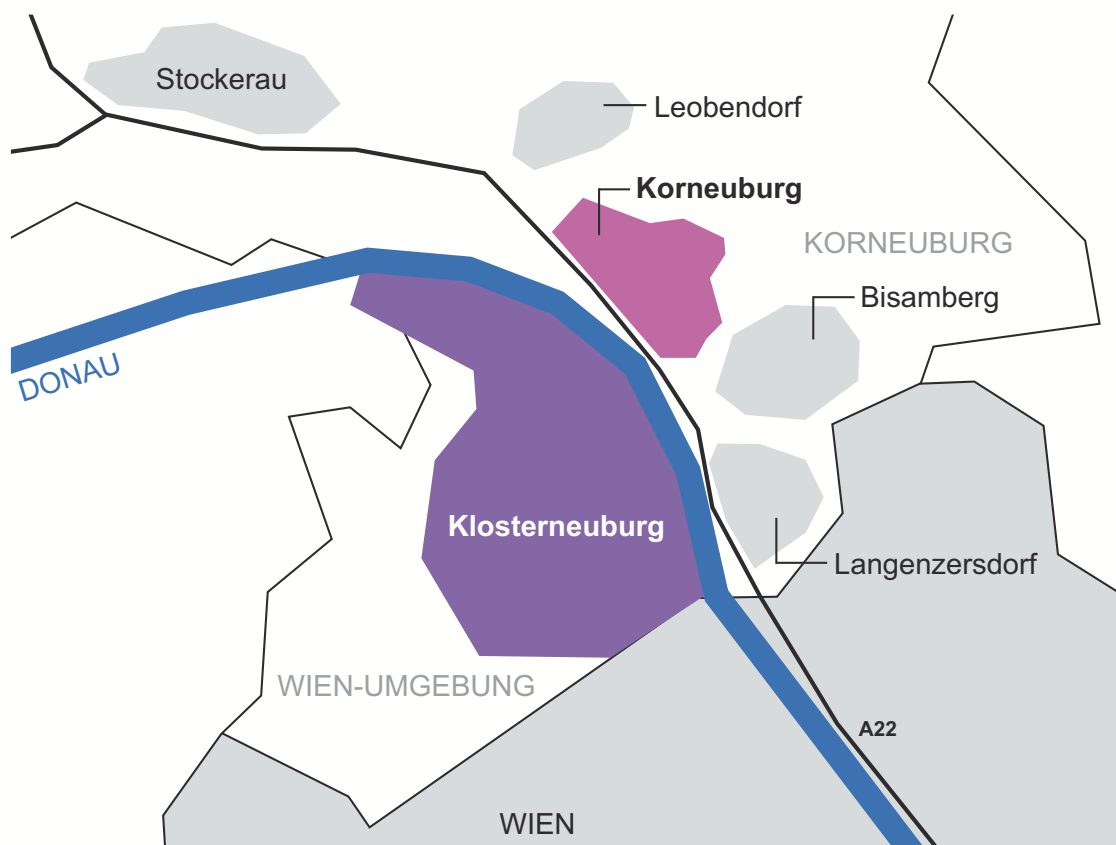 Stockerau
Leobendorf
Korneuburg
KORNEUBURG
Bisamberg
DONAU
Klosterneuburg
Langenzersdorf
WIEN-UMGEBUNG
A22
WIEN